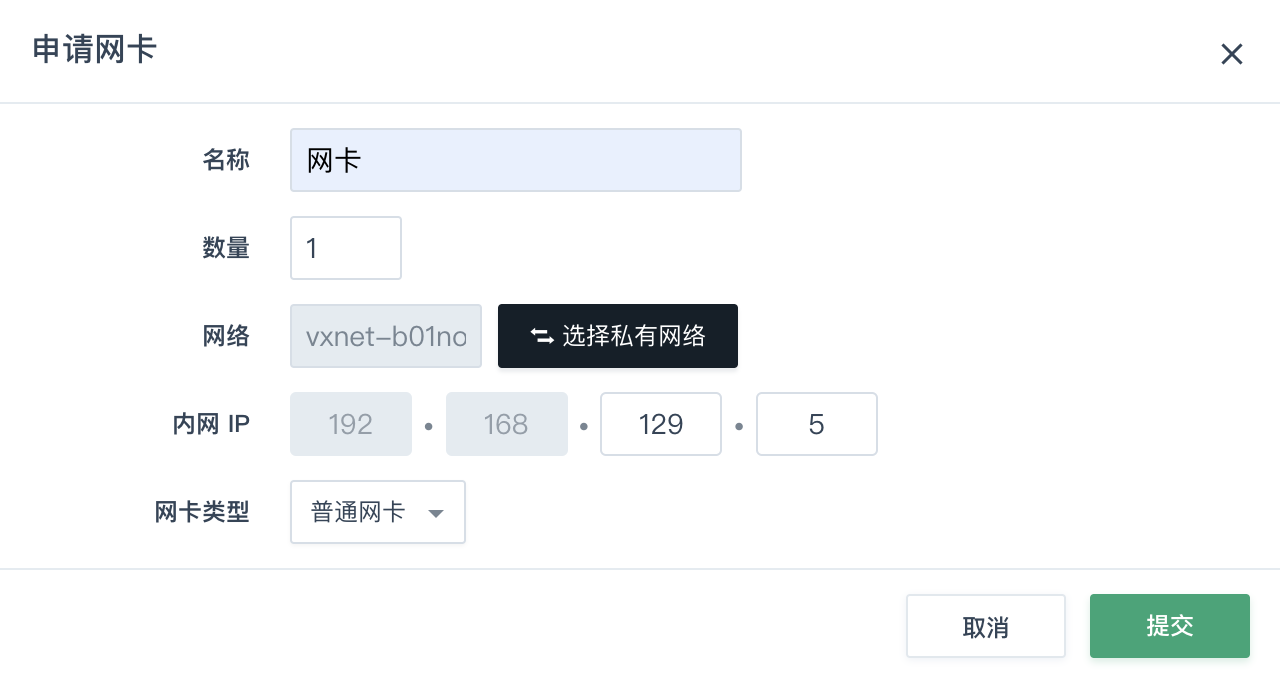 申请网卡
名称 网卡
数量 1
网络 vxnet-b01no 选择私有网络
内网 IP 192 . 168 . 129 . 5
网卡类型 普通网卡
取消 提交